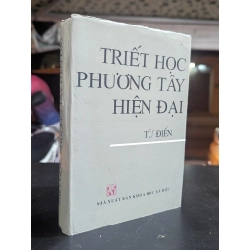 TRIẾT HỌC
PHƯƠNG TÂY
HIỆN ĐẠI
TỪ ĐIỂN
NHÀ XUẤT BẢN KHOA HỌC XÃ HỘI